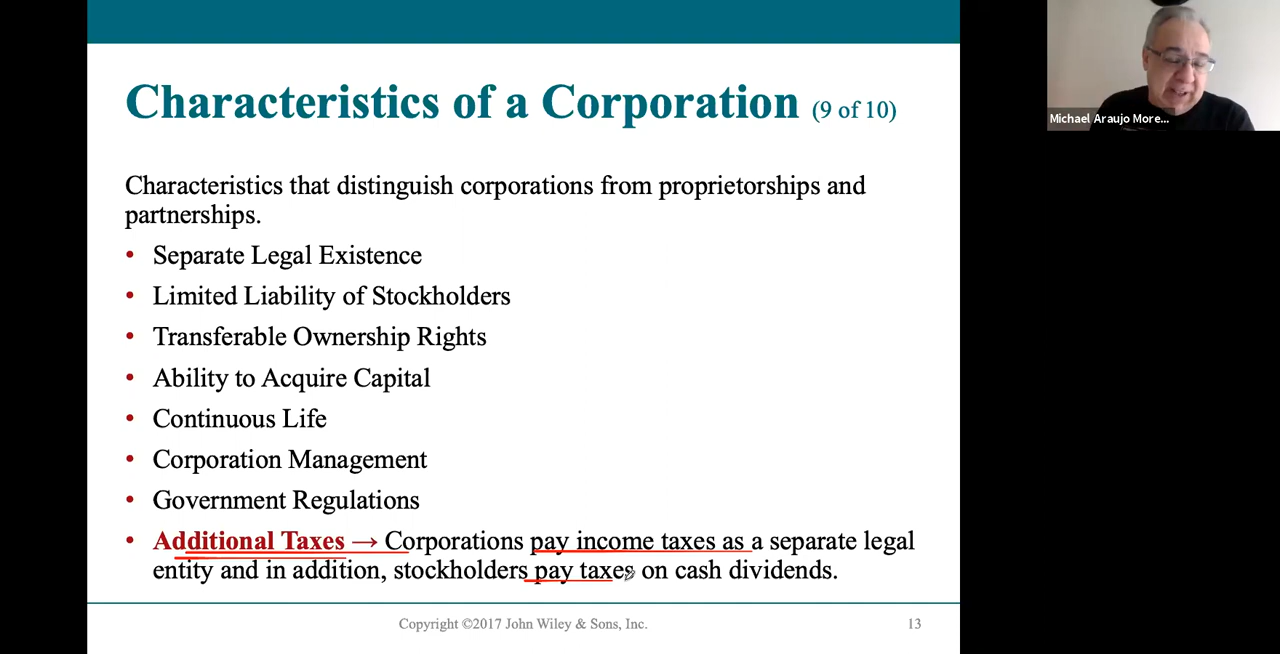 Characteristics of a Corporation (9 of 10)
Characteristics that distinguish corporations from proprietorships and
partnerships.
• Separate Legal Existence
• Limited Liability of Stockholders
• Transferable Ownership Rights
• Ability to Acquire Capital
• Continuous Life
• Corporation Management
• Government Regulations
• Additional Taxes → Corporations pay income taxes as a separate legal
entity and in addition, stockholders pay taxes on cash dividends.
Copyright ©2017 John Wiley & Sons, Inc.
13
Michael Araujo More...